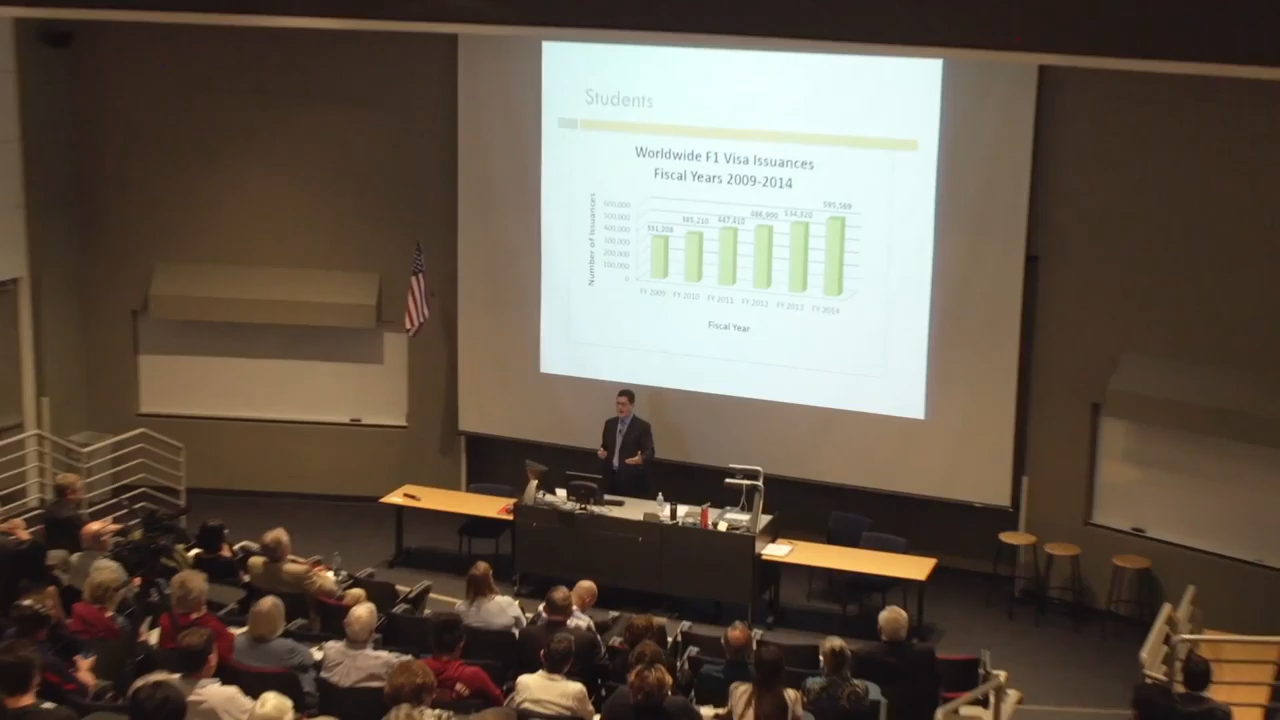 Students
Worldwide F1 Visa Issuances
Fiscal Years 2009-2014
Number of Issuances
600,000
500,000
400,000
300,000
200,000
100,000
0
331,208
385,210
447,410
486,900
534,320
595,569
FY 2009
FY 2010
FY 2011
FY 2012
FY 2013
FY 2014
Fiscal Year